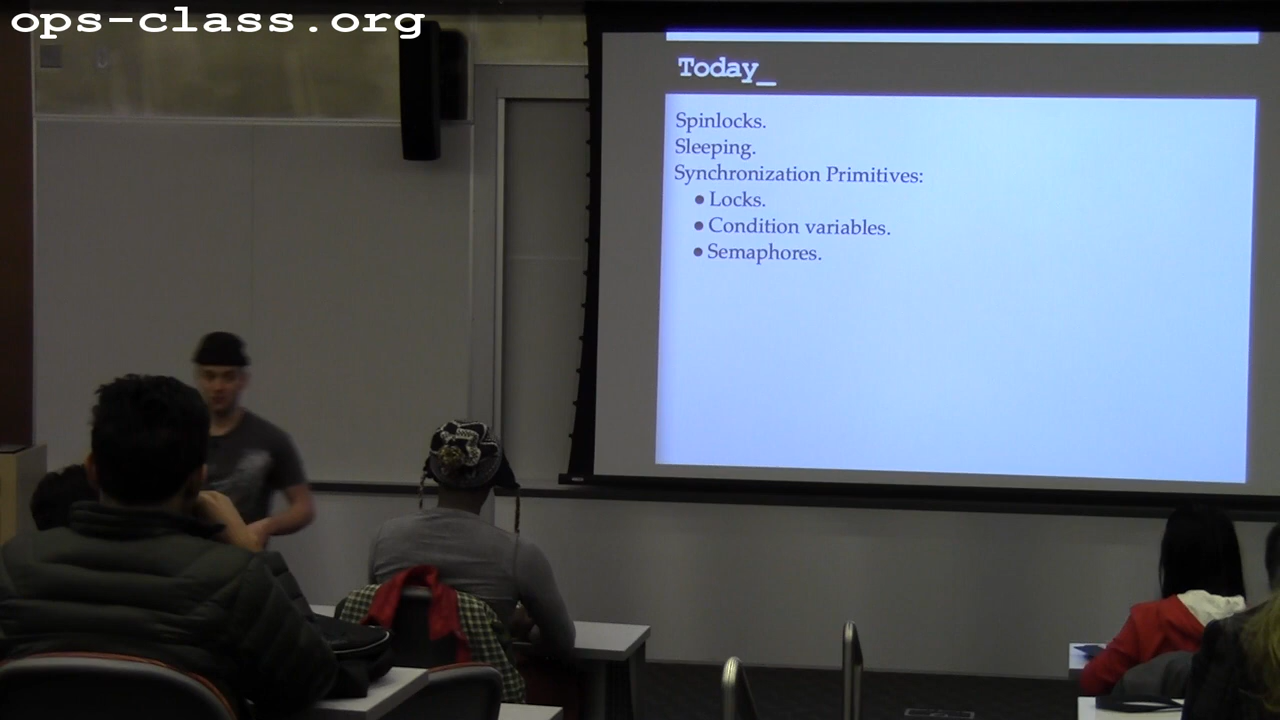 ops-class.org
Today_
Spinlocks.
Sleeping.
Synchronization Primitives:
● Locks.
● Condition variables.
● Semaphores.